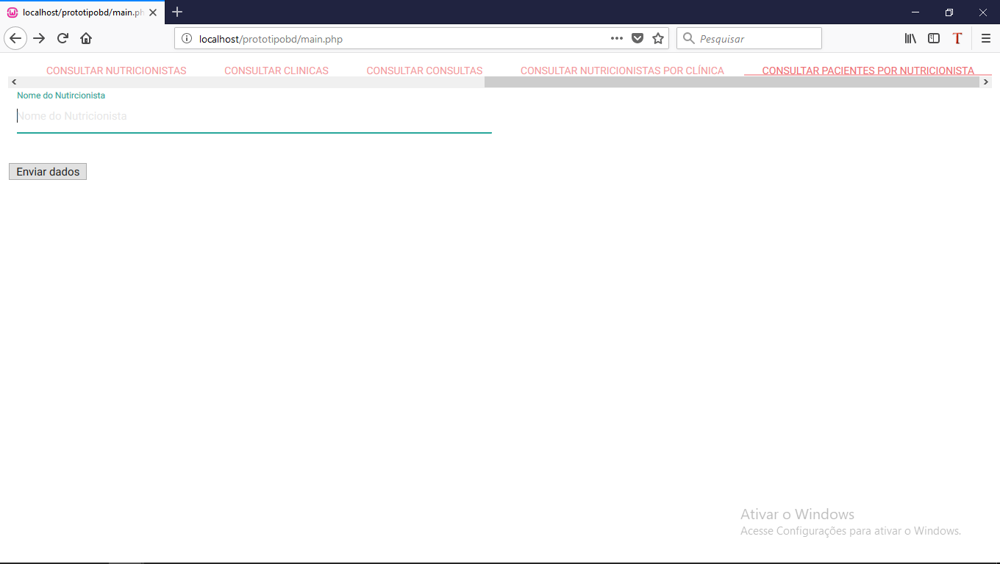 localhost/prototipobd/main.ph
localhost/prototipobd/main.php
Pesquisar
CONSULTAR NUTRICIONISTAS CONSULTAR CLINICAS CONSULTAR CONSULTAS CONSULTAR NUTRICIONISTAS POR CLÍNICA CONSULTAR PACIENTES POR NUTRICIONISTA
Nome do Nutircionista
Nome do Nutricionista
Enviar dados
Ativar o Windows
Acesse Configurações para ativar o Windows.